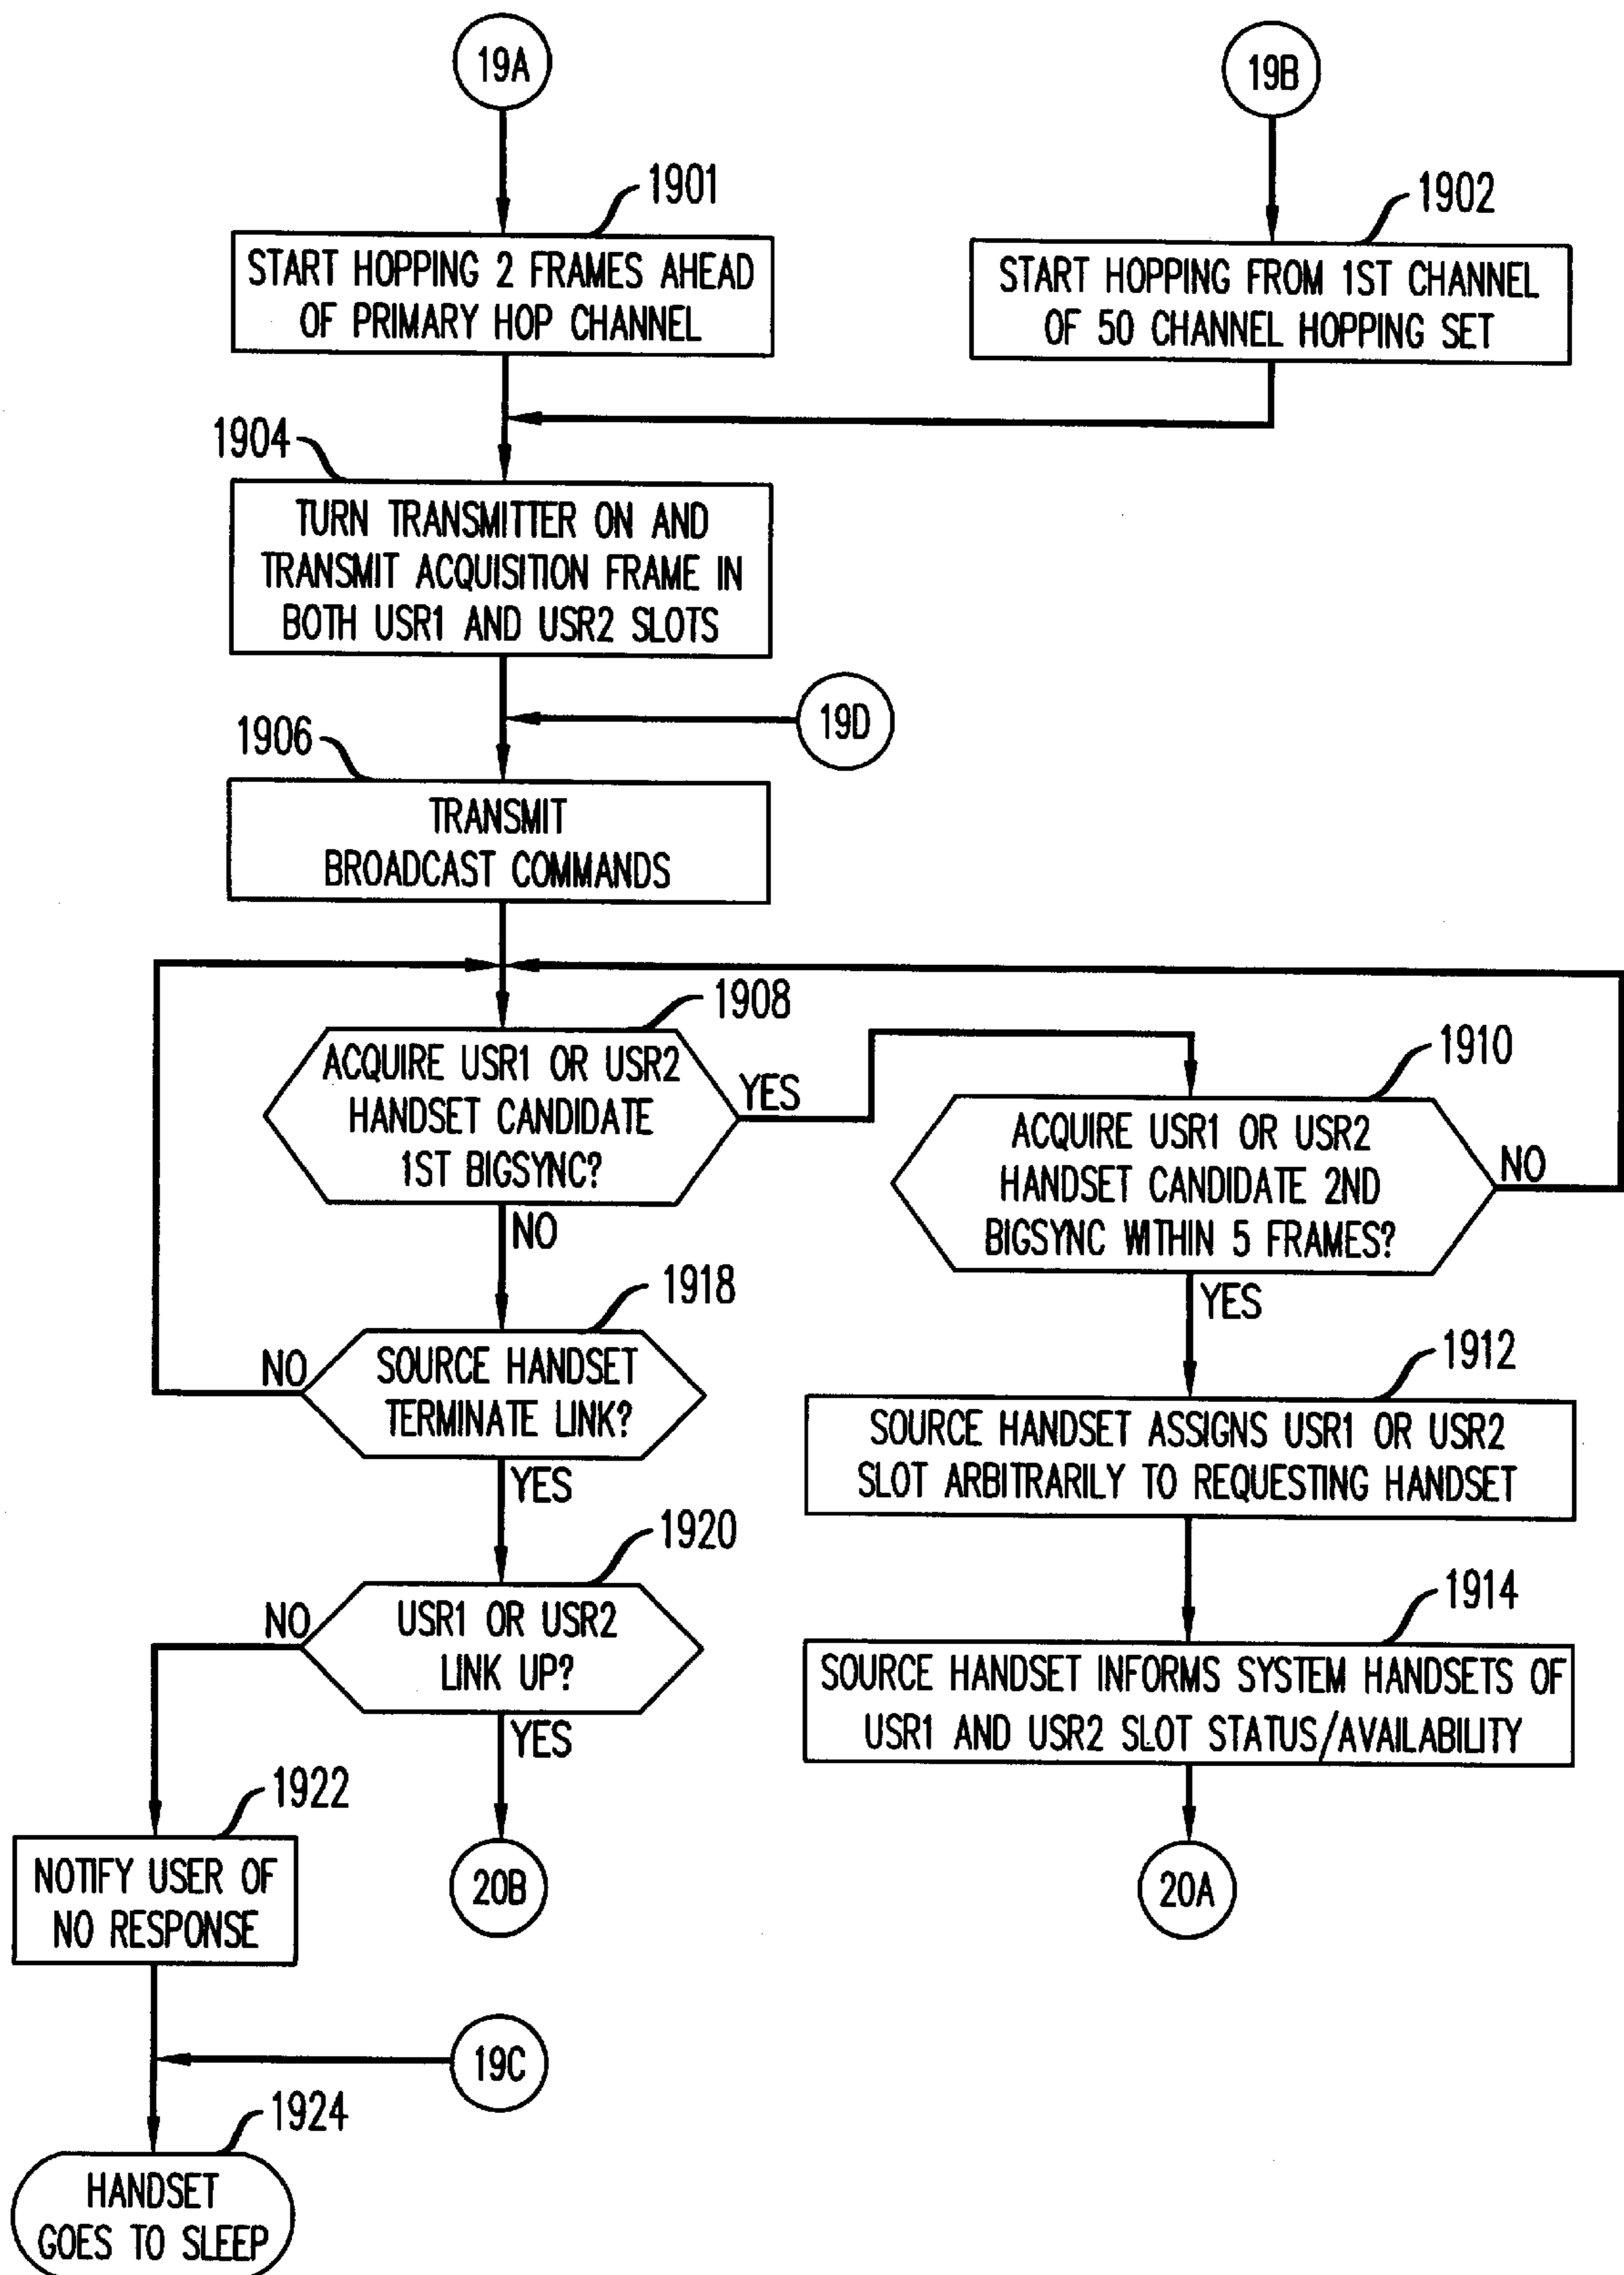 19A
19B
1901
1902
START HOPPING 2 FRAMES AHEAD
OF PRIMARY HOP CHANNEL
START HOPPING FROM 1ST CHANNEL
OF 50 CHANNEL HOPPING SET
1904
TURN TRANSMITTER ON AND
TRANSMIT ACQUISITION FRAME IN
BOTH USR1 AND USR2 SLOTS
19D
1906
TRANSMIT
BROADCAST COMMANDS
1908
ACQUIRE USR1 OR USR2
HANDSET CANDIDATE
1ST BIGSYNC?
YES
NO
1910
ACQUIRE USR1 OR USR2
HANDSET CANDIDATE 2ND
BIGSYNC WITHIN 5 FRAMES?
NO
YES
1918
SOURCE HANDSET
TERMINATE LINK?
NO
YES
1912
SOURCE HANDSET ASSIGNS USR1 OR USR2
SLOT ARBITRARILY TO REQUESTING HANDSET
1920
USR1 OR USR2
LINK UP?
NO
YES
1914
SOURCE HANDSET INFORMS SYSTEM HANDSETS OF
USR1 AND USR2 SLOT STATUS/AVAILABILITY
1922
NOTIFY USER OF
NO RESPONSE
20B
20A
19C
1924
HANDSET
GOES TO SLEEP